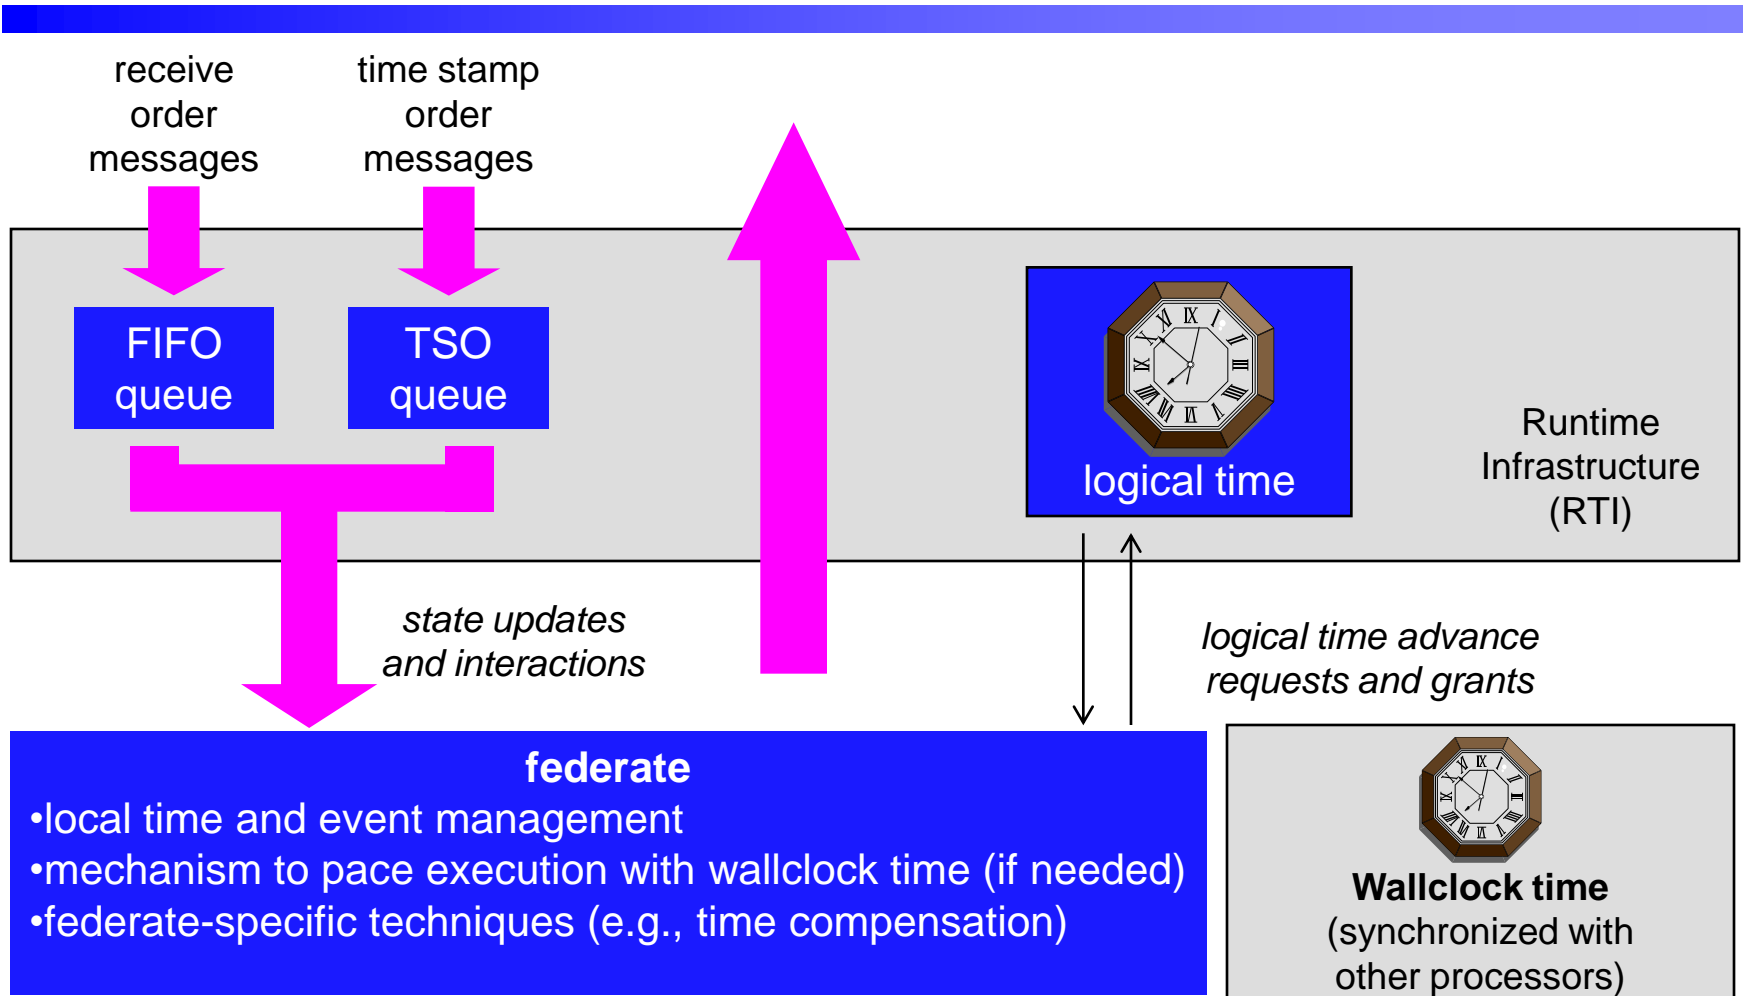 receive
order
messages
time stamp
order
messages
FIFO
queue
TSO
queue
logical time
Runtime
Infrastructure
(RTI)
state updates
and interactions
logical time advance
requests and grants
federate
•local time and event management
•mechanism to pace execution with wallclock time (if needed)
•federate-specific techniques (e.g., time compensation)
Wallclock time
(synchronized with
other processors)